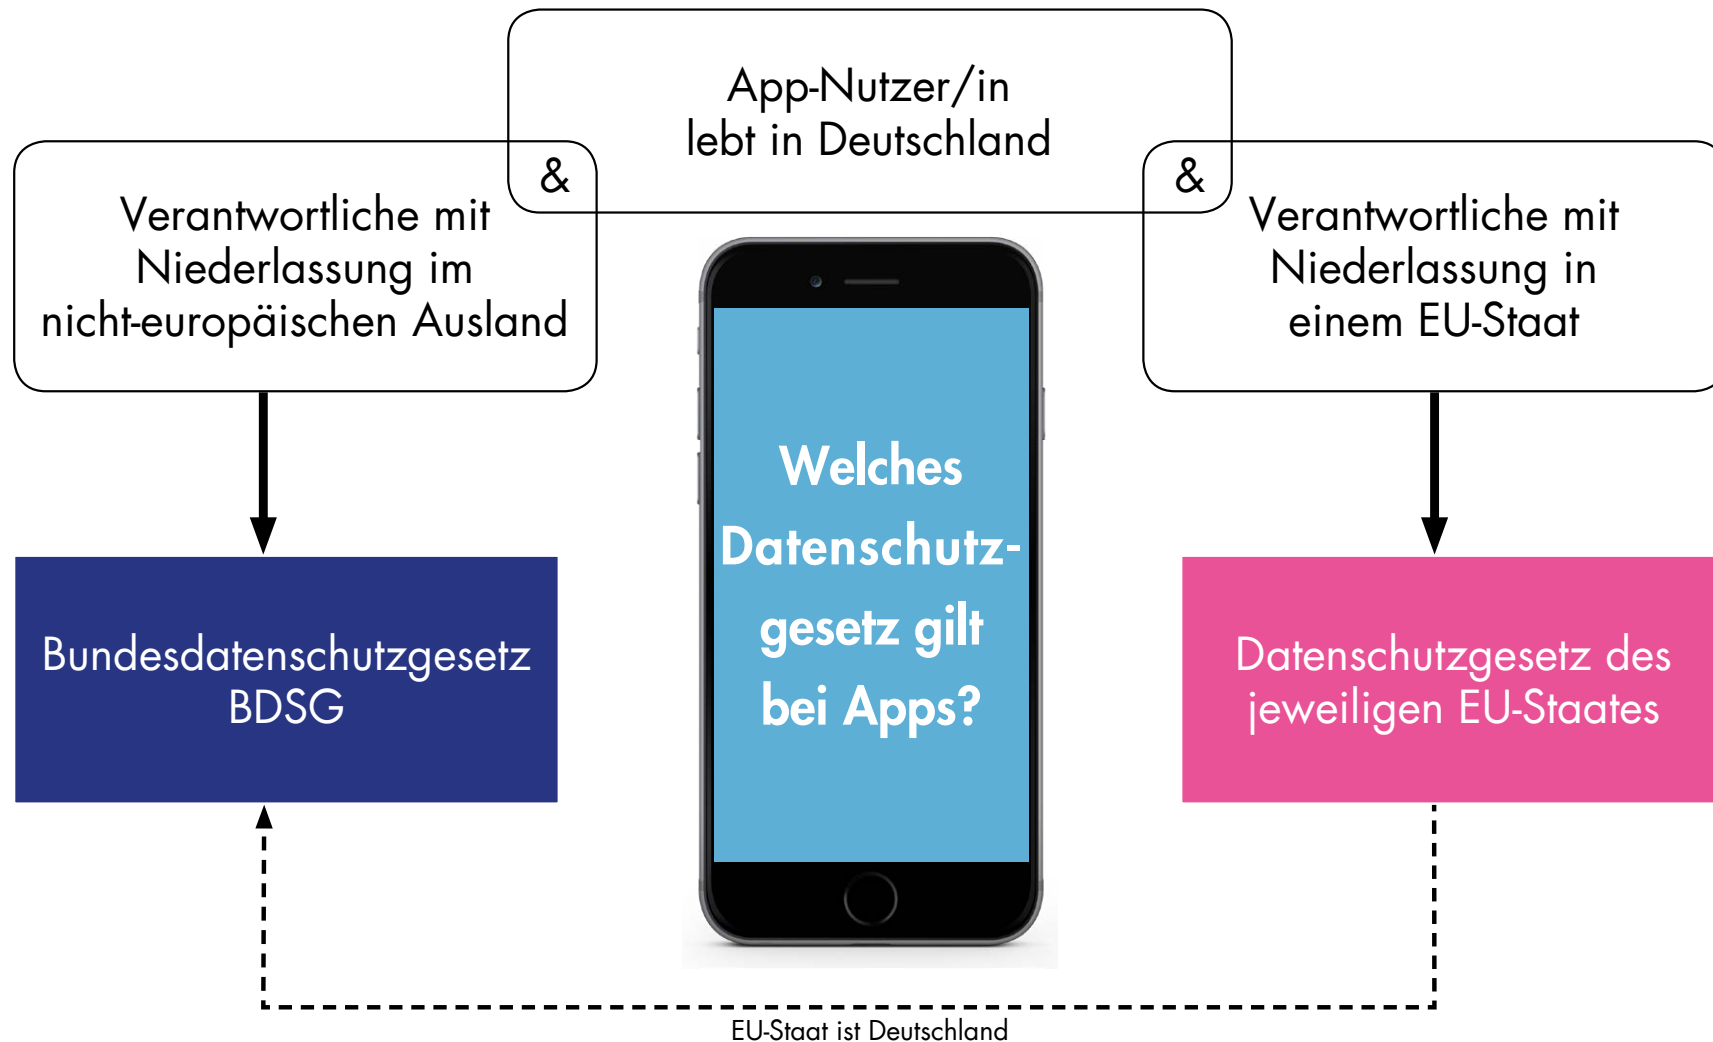 App-Nutzer/in
lebt in Deutschland
&
&
Verantwortliche mit
Niederlassung im
nicht-europäischen Ausland
Verantwortliche mit
Niederlassung in
einem EU-Staat
Welches
Datenschutz-
gesetz gilt
bei Apps?
Bundesdatenschutzgesetz
BDSG
Datenschutzgesetz des
jeweiligen EU-Staates
EU-Staat ist Deutschland